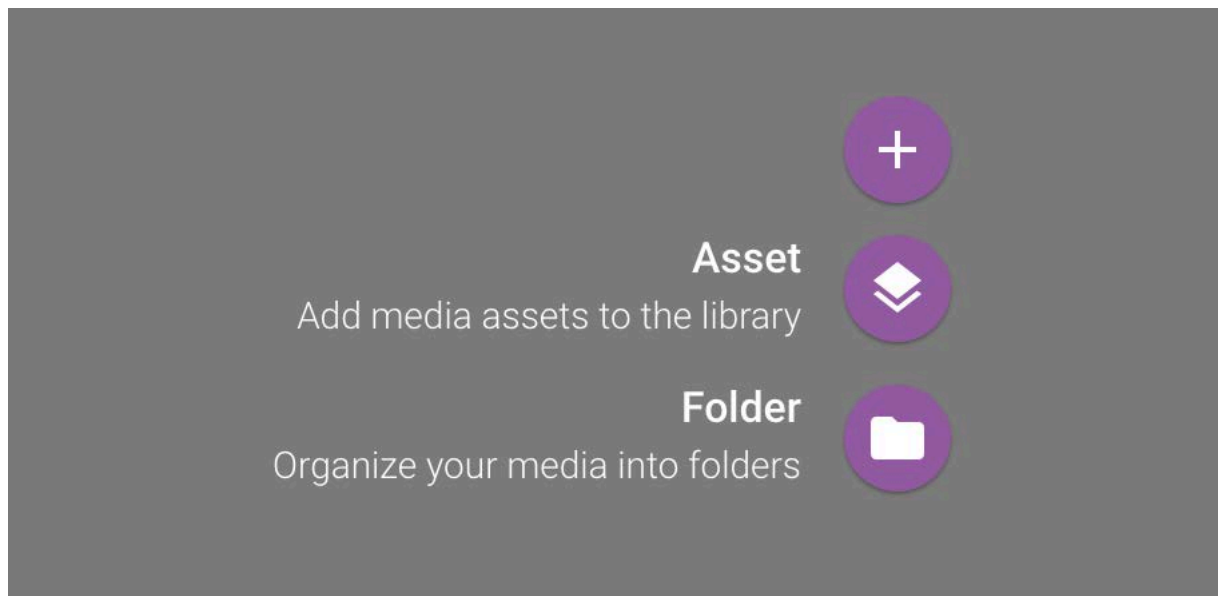 Asset
Add media assets to the library
Folder
Organize your media into folders